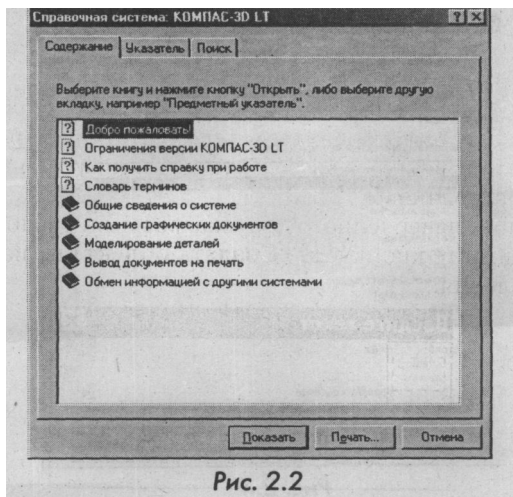 Справочная система: КОМПАС-3D LT
Содержание Указатель Поиск
Выберите книгу и нажмите кнопку "Открыть", либо выберите другую
вкладку, например "Предметный указатель".
Добро пожаловать!
Ограничения версии КОМПАС-3D LT
Как получить справку при работе
Словарь терминов
Общие сведения о системе
Создание графических документов
Моделирование деталей
Вывод документов на печать
Обмен информацией с другими системами
Показать Печать... Отмена
Рис. 2.2